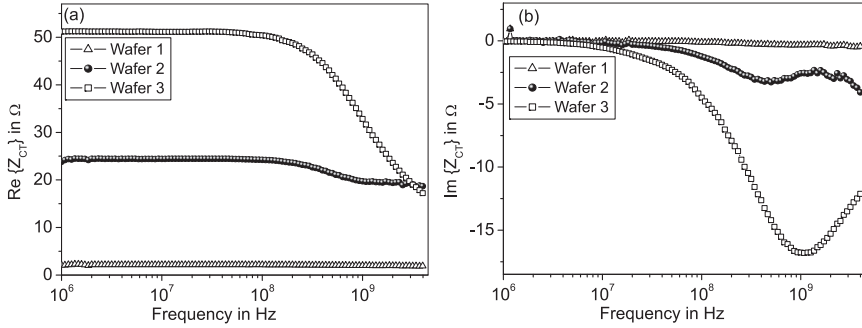 (a)
50
40
30
20
10
0
Re {Z_CT} in Ω
Wafer 1
Wafer 2
Wafer 3
10^6
10^7
10^8
10^9
Frequency in Hz
(b)
0
-5
-10
-15
Im {Z_CT} in Ω
Wafer 1
Wafer 2
Wafer 3
10^6
10^7
10^8
10^9
Frequency in Hz